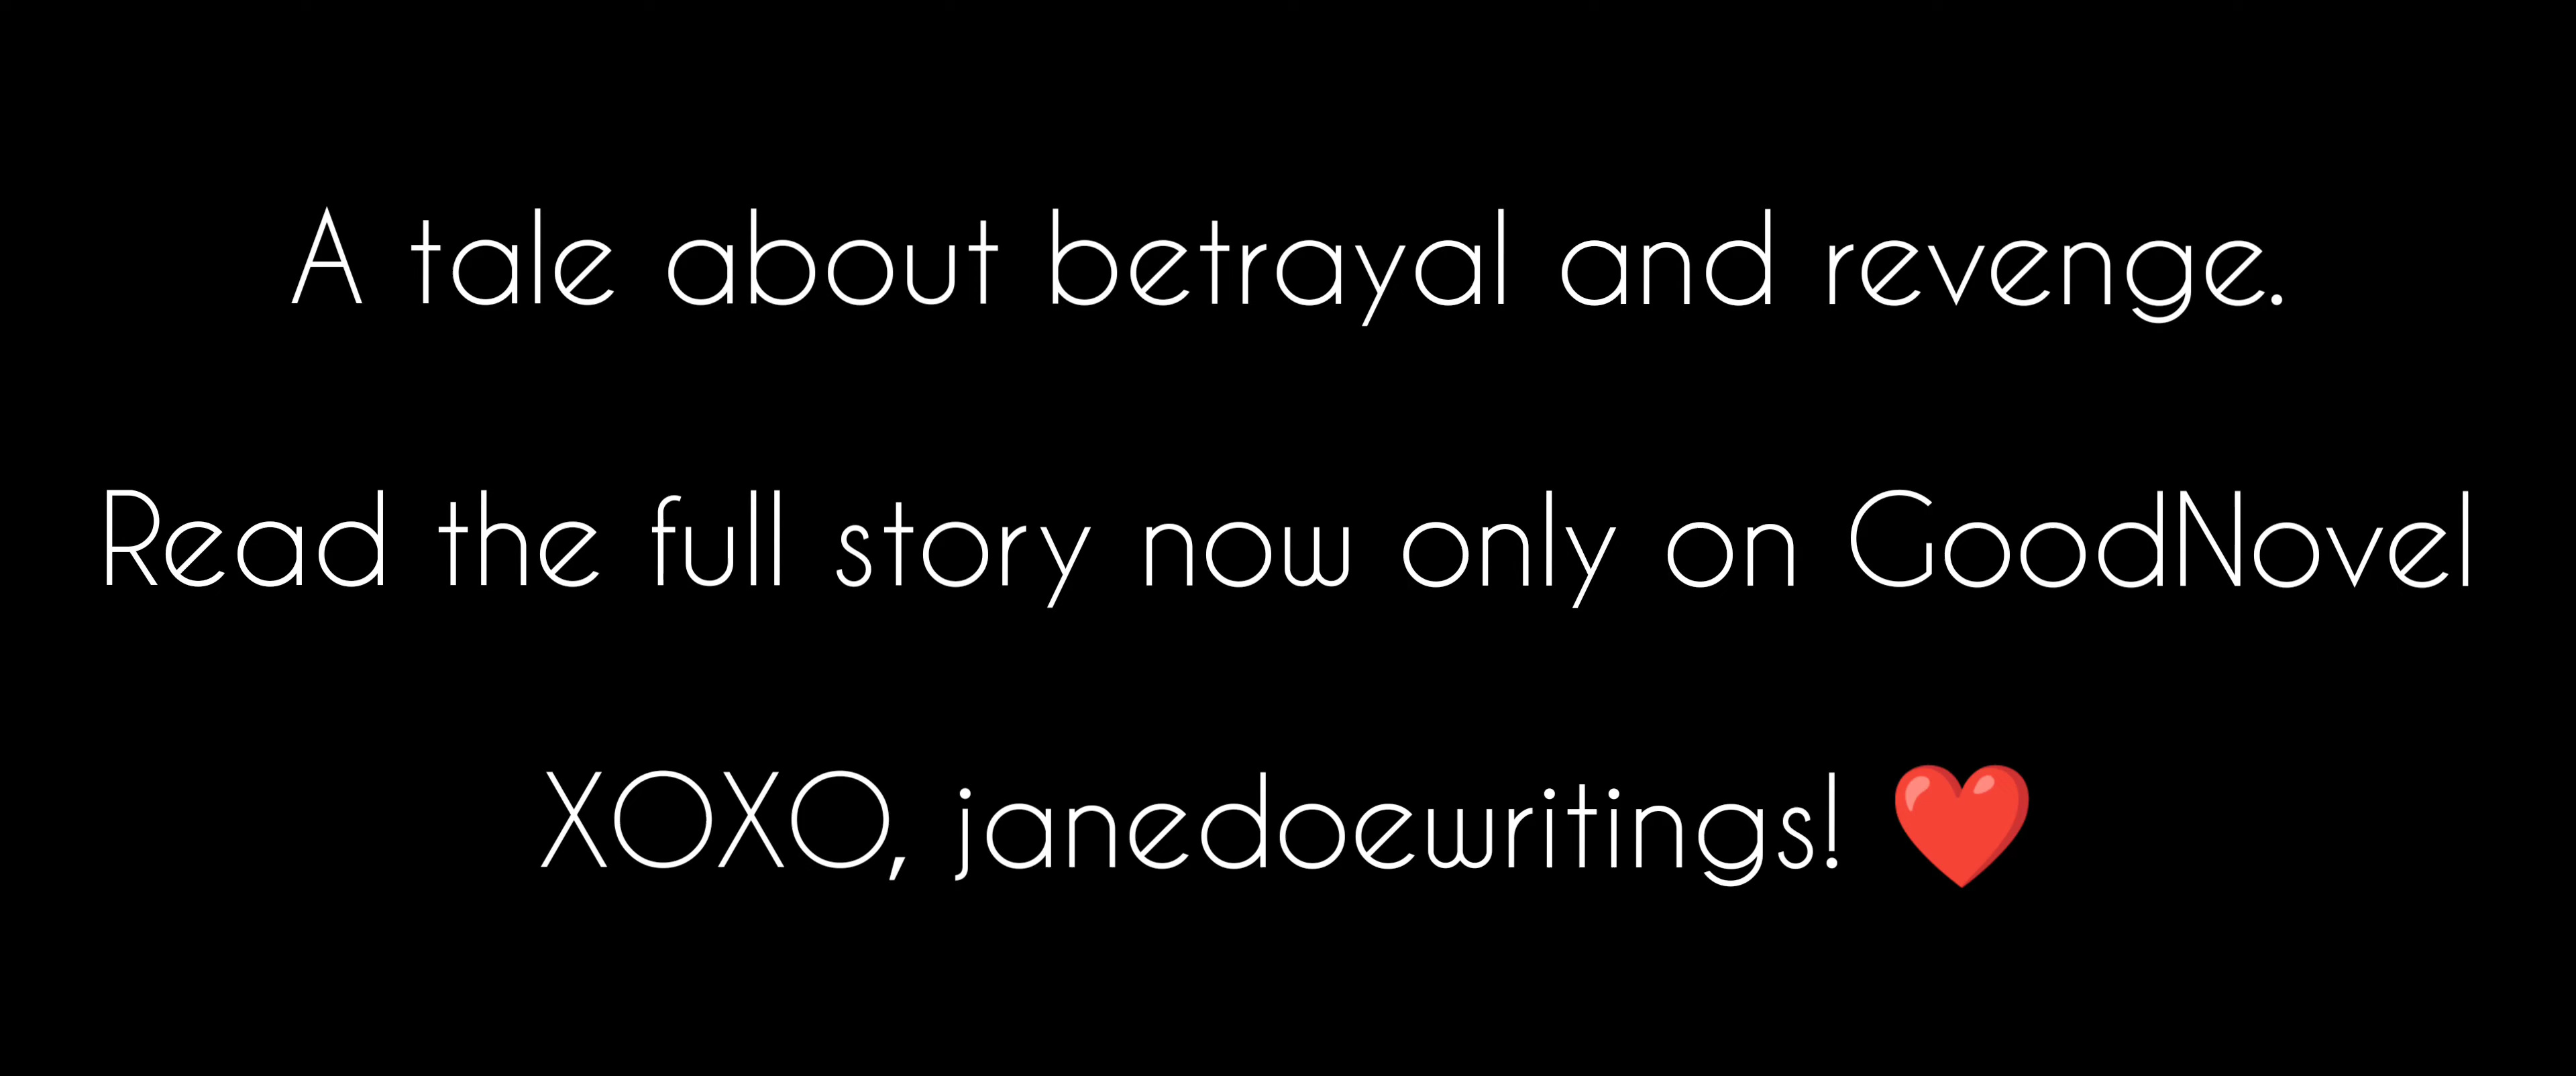 A tale about betrayal and revenge.
Read the full story now only on GoodNovel
XOXO, janedoewritings! ❤️